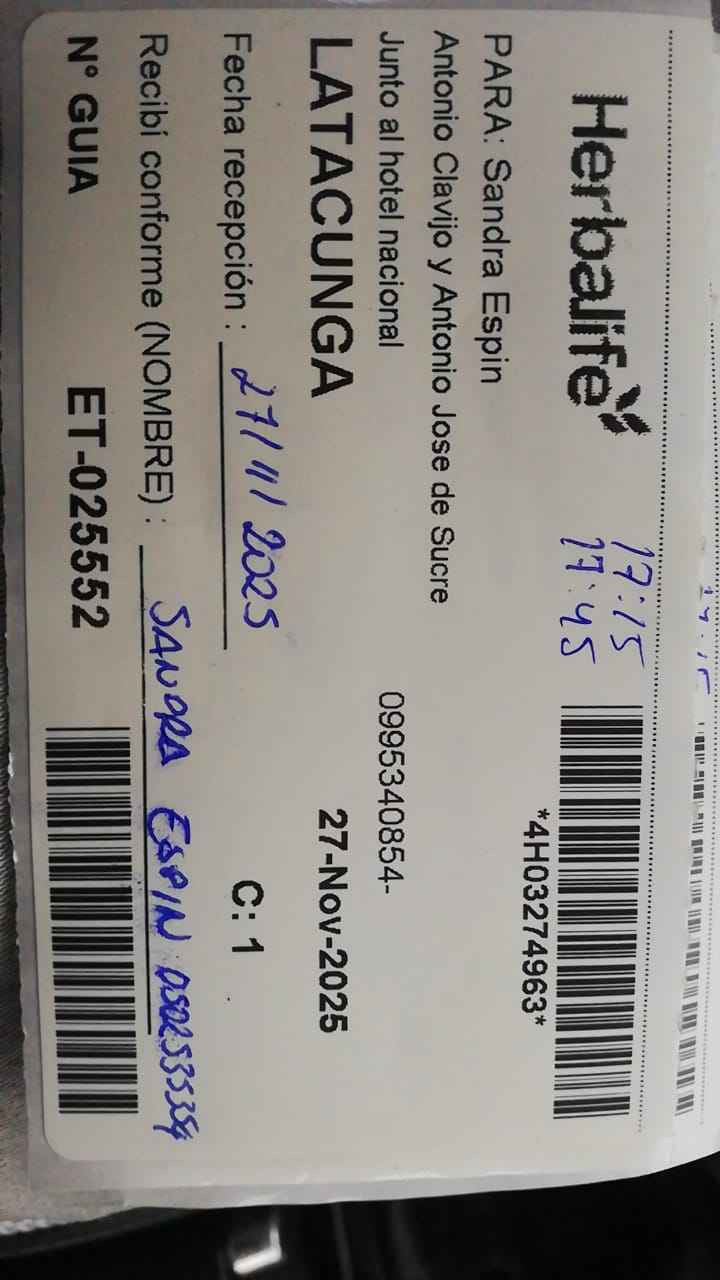 Herbalife
17:15
17:45
*4H03274963*
PARA: Sandra Espin
Antonio Clavijo y Antonio Jose de Sucre
Junto al hotel nacional
0995340854-
LATACUNGA
27-Nov-2025
Fecha recepción : 27/11/2025
C: 1
Recibí conforme (NOMBRE) : SANDRA ESPIN
N° GUIA ET-025552